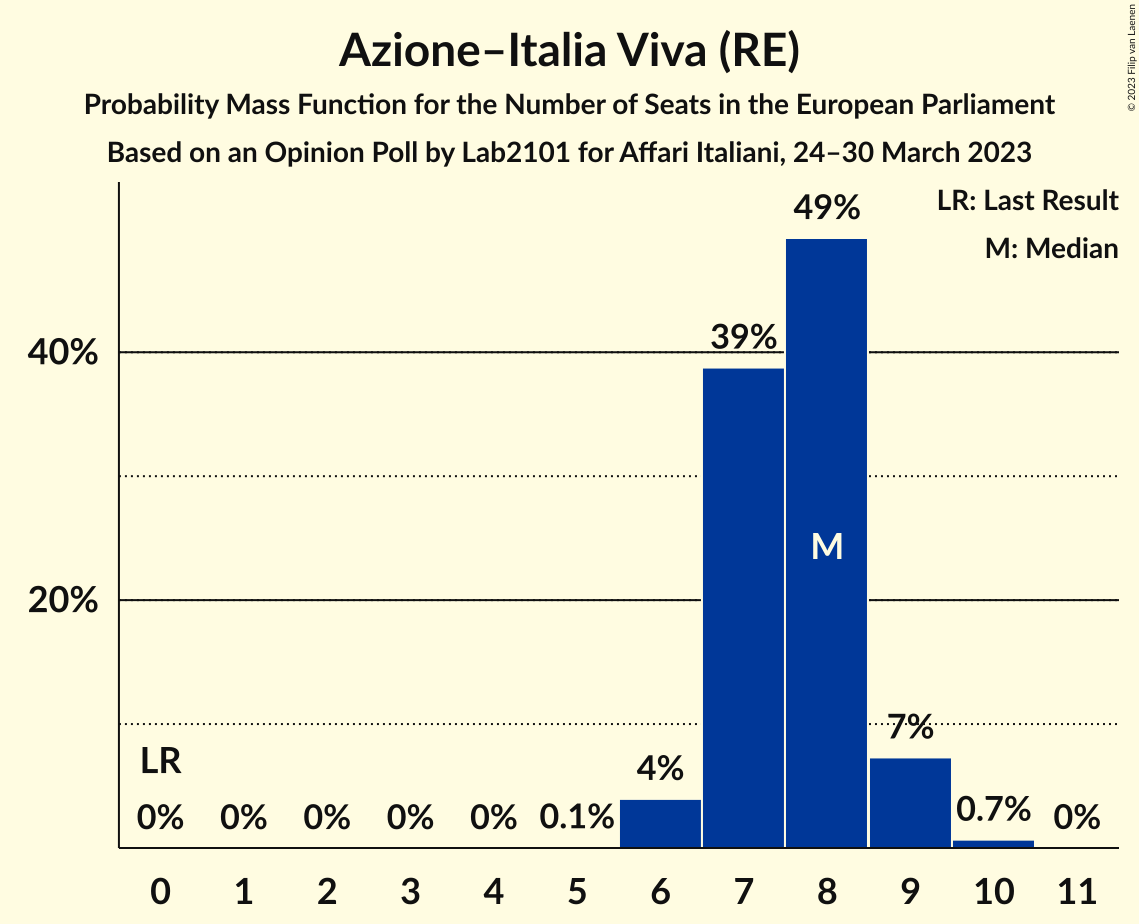 Azione–Italia Viva (RE)
Probability Mass Function for the Number of Seats in the European Parliament
Based on an Opinion Poll by Lab2101 for Affari Italiani, 24–30 March 2023
© 2023 Filip van Laenen
LR: Last Result
M: Median
49%
39%
40%
M
20%
7%
LR
4%
0% 0% 0% 0% 0% 0.1% 0.7% 0%
0 1 2 3 4 5 6 7 8 9 10 11